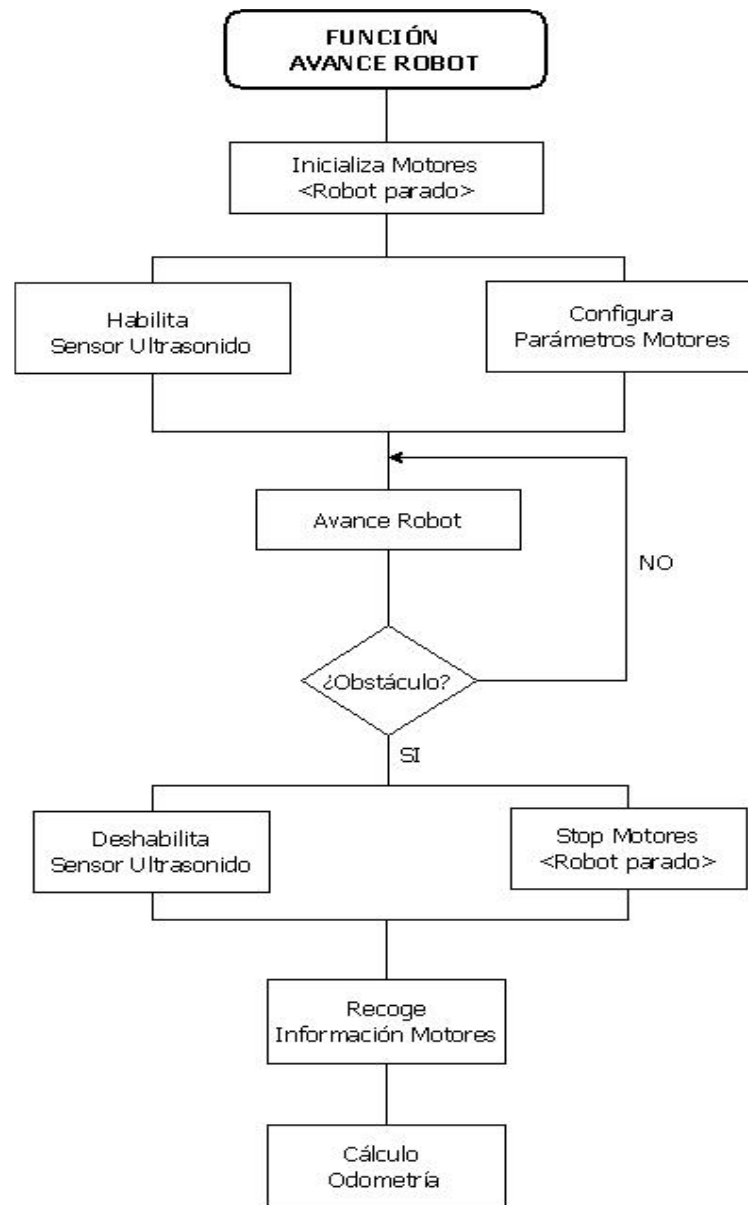 FUNCIÓN
AVANCE ROBOT
Inicializa Motores
<Robot parado>
Habilita
Sensor Ultrasonido
Configura
Parámetros Motores
Avance Robot
NO
¿Obstáculo?
SI
Deshabilita
Sensor Ultrasonido
Stop Motores
<Robot parado>
Recoge
Información Motores
Cálculo
Odometría